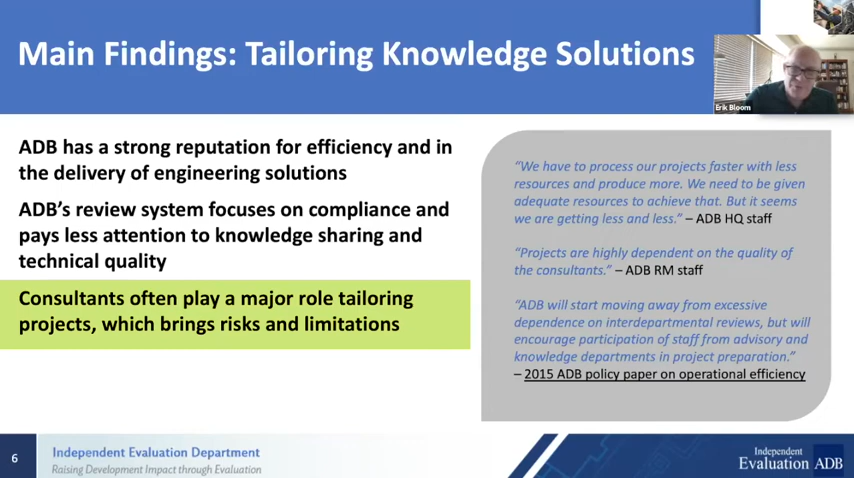 Main Findings: Tailoring Knowledge Solutions
Erik Bloom
ADB has a strong reputation for efficiency and in
the delivery of engineering solutions
ADB's review system focuses on compliance and
pays less attention to knowledge sharing and
technical quality
Consultants often play a major role tailoring
projects, which brings risks and limitations
“We have to process our projects faster with less
resources and produce more. We need to be given
adequate resources to achieve that. But it seems
we are getting less and less.” – ADB HQ staff
“Projects are highly dependent on the quality of
the consultants.” – ADB RM staff
“ADB will start moving away from excessive
dependence on interdepartmental reviews, but will
encourage participation of staff from advisory and
knowledge departments in project preparation.”
– 2015 ADB policy paper on operational efficiency
6
Independent Evaluation Department
Raising Development Impact through Evaluation
Independent
Evaluation ADB